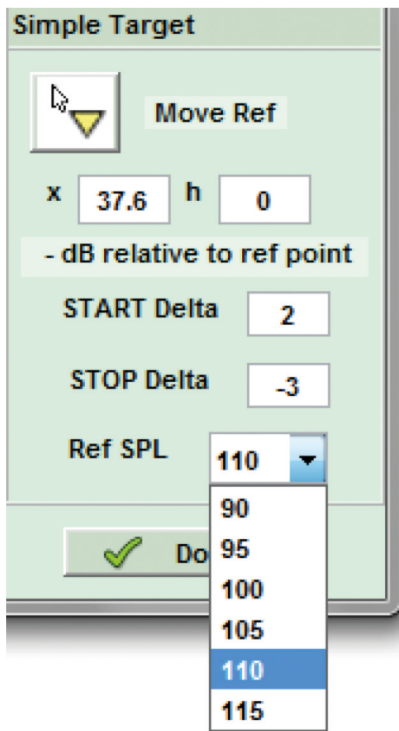 Simple Target
Move Ref
x 37.6 h 0
- dB relative to ref point
START Delta 2
STOP Delta -3
Ref SPL 110
90
Do 95
100
105
110
115